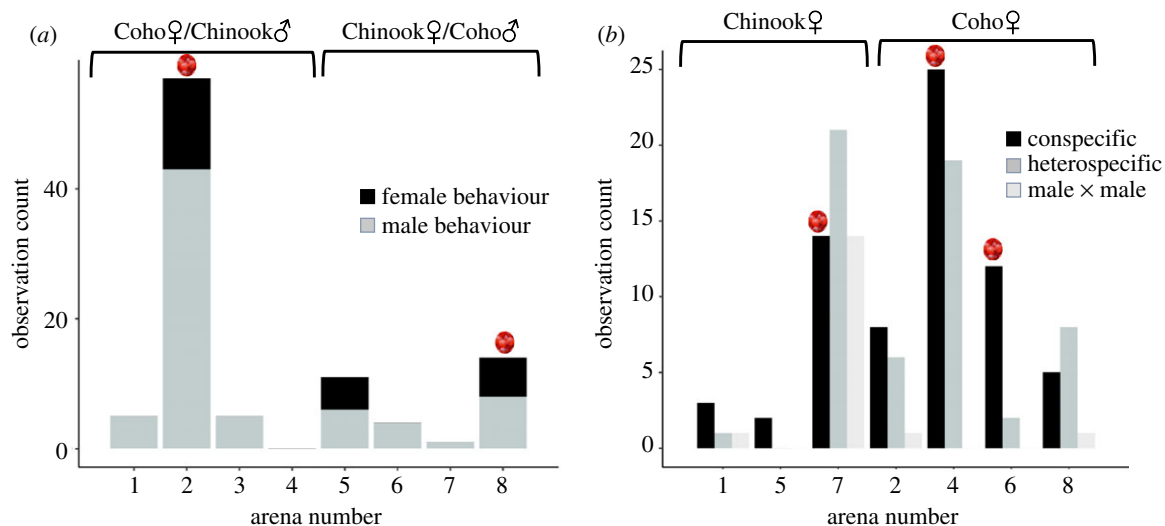 (a)
Coho♀/Chinook♂
Chinook♀/Coho♂
observation count
40
20
0
female behaviour
male behaviour
1 2 3 4 5 6 7 8
arena number
(b)
Chinook♀
Coho♀
observation count
25
20
15
10
5
0
conspecific
heterospecific
male × male
1 5 7 2 4 6 8
arena number